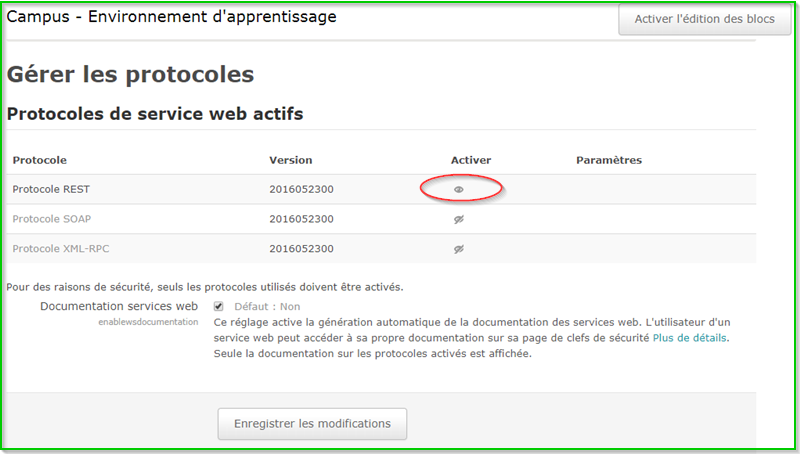 Campus - Environnement d'apprentissage
Activer l'édition des blocs
Gérer les protocoles
Protocoles de service web actifs
Protocole Version Activer Paramètres
Protocole REST 2016052300
Protocole SOAP 2016052300
Protocole XML-RPC 2016052300
Pour des raisons de sécurité, seuls les protocoles utilisés doivent être activés.
Documentation services web Défaut : Non
enablewsdocumentation
Ce réglage active la génération automatique de la documentation des services web. L'utilisateur d'un
service web peut accéder à sa propre documentation sur sa page de clefs de sécurité Plus de détails.
Seule la documentation sur les protocoles activés est affichée.
Enregistrer les modifications